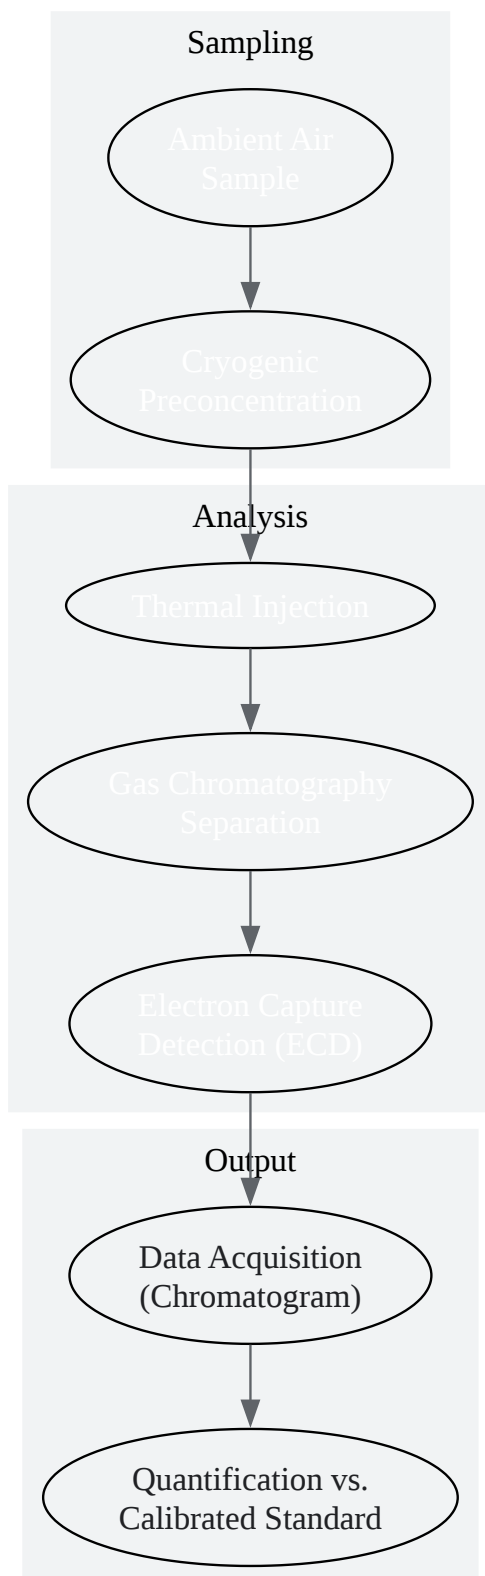 Sampling
Ambient Air
Sample
Cryogenic
Preconcentration
Analysis
Thermal Injection
Gas Chromatography
Separation
Electron Capture
Detection (ECD)
Output
Data Acquisition
(Chromatogram)
Quantification vs.
Calibrated Standard